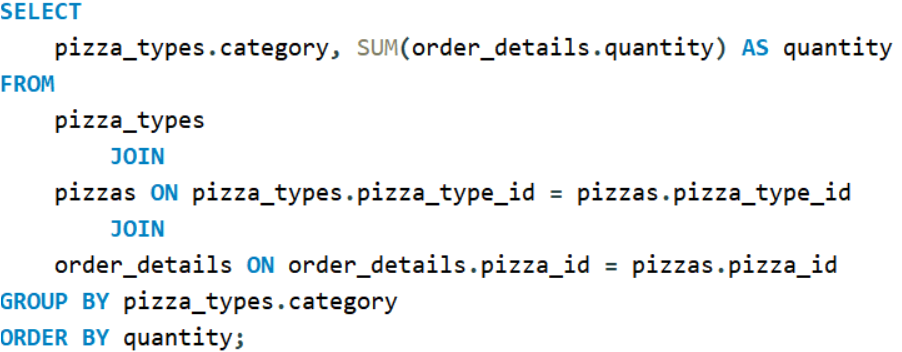 SELECT
pizza_types.category, SUM(order_details.quantity) AS quantity
FROM
pizza_types
JOIN
pizzas ON pizza_types.pizza_type_id = pizzas.pizza_type_id
JOIN
order_details ON order_details.pizza_id = pizzas.pizza_id
GROUP BY pizza_types.category
ORDER BY quantity;